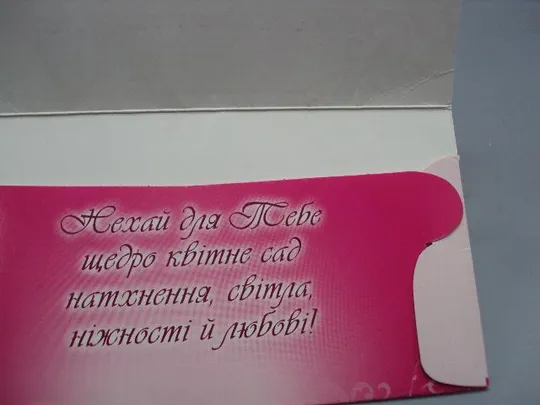 Нехай для Тебе
щедро квітне сад
натхнення, світла,
ніжності й любові!